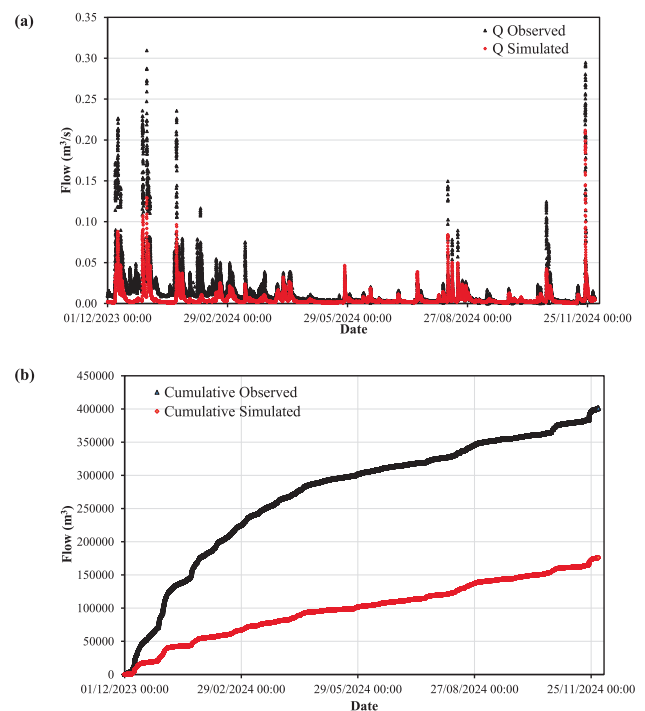 (a)
0.35
0.30
0.25
0.20
0.15
0.10
0.05
0.00
Flow (m³/s)
Q Observed
Q Simulated
01/12/2023 00:00 29/02/2024 00:00 29/05/2024 00:00 27/08/2024 00:00 25/11/2024 00:00
Date
(b)
450000
400000
350000
300000
250000
200000
150000
100000
50000
0
Flow (m³)
Cumulative Observed
Cumulative Simulated
01/12/2023 00:00 29/02/2024 00:00 29/05/2024 00:00 27/08/2024 00:00 25/11/2024 00:00
Date